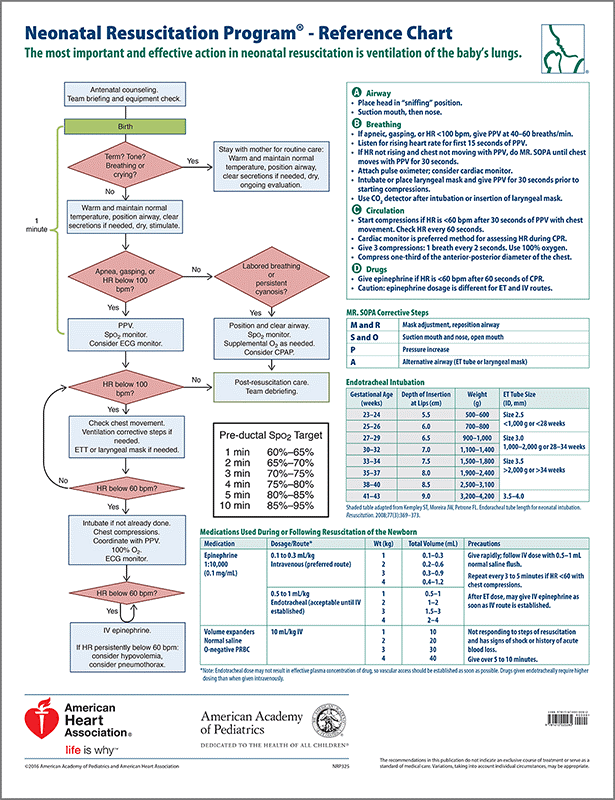 Neonatal Resuscitation Program® - Reference Chart
The most important and effective action in neonatal resuscitation is ventilation of the baby's lungs.
Antenatal counseling.
Team briefing and equipment check.
Birth
Term? Tone?
Breathing or
crying?
Yes
Stay with mother for routine care:
Warm and maintain normal
temperature, position airway, clear
secretions if needed, dry,
ongoing evaluation.
No
1
minute
Warm and maintain normal
temperature, position airway, clear
secretions if needed, dry, stimulate.
Apnea, gasping, or
HR below 100
bpm?
No
Labored breathing
or
persistent
cyanosis?
Yes
Yes
PPV.
SpO2 monitor.
Consider ECG monitor.
Position and clear airway.
SpO2 monitor.
Supplemental O2 as needed.
Consider CPAP.
HR below 100
bpm?
No
Post-resuscitation care.
Team debriefing.
Yes
Check chest movement.
Ventilation corrective steps if
needed.
ETT or laryngeal mask if needed.
No
HR below 60 bpm?
Yes
Intubate if not already done.
Chest compressions.
Coordinate with PPV.
100% O2.
ECG monitor.
HR below 60 bpm?
Yes
IV epinephrine.
If HR persistently below 60 bpm:
consider hypovolemia,
consider pneumothorax.
Pre-ductal SpO2 Target
1 min 60%–65%
2 min 65%–70%
3 min 70%–75%
4 min 75%–80%
5 min 80%–85%
10 min 85%–95%
A Airway
• Place head in "sniffing" position.
• Suction mouth, then nose.
B Breathing
• If apneic, gasping, or HR <100 bpm, give PPV at 40–60 breaths/min.
• Listen for rising heart rate for first 15 seconds of PPV.
• If HR not rising and chest not moving with PPV, do MR. SOPA until chest
moves with PPV for 30 seconds.
• Attach pulse oximeter; consider cardiac monitor.
• Intubate or place laryngeal mask and give PPV for 30 seconds prior to
starting compressions.
• Use CO2 detector after intubation or insertion of laryngeal mask.
C Circulation
• Start compressions if HR is <60 bpm after 30 seconds of PPV with chest
movement. Check HR every 60 seconds.
• Cardiac monitor is preferred method for assessing HR during CPR.
• Give 3 compressions: 1 breath every 2 seconds. Use 100% oxygen.
• Compress one-third of the anterior-posterior diameter of the chest.
D Drugs
• Give epinephrine if HR is <60 bpm after 60 seconds of CPR.
• Caution: epinephrine dosage is different for ET and IV routes.
MR. SOPA Corrective Steps
M and R Mask adjustment, reposition airway
S and O Suction mouth and nose, open mouth
P Pressure increase
A Alternative airway (ET tube or laryngeal mask)
Endotracheal Intubation
Gestational Age (weeks) Depth of Insertion at Lips (cm) Weight (g) ET Tube Size (ID, mm)
23–24 5.5 500–600 Size 2.5
25–26 6.0 700–800 <1,000 g or <28 weeks
27–29 6.5 900–1,000 Size 3.0
30–32 7.0 1,100–1,400 1,000–2,000 g or 28–34 weeks
33–34 7.5 1,500–1,800 Size 3.5
35–37 8.0 1,900–2,400 >2,000 g or >34 weeks
38–40 8.5 2,500–3,100
41–43 9.0 3,200–4,200 3.5–4.0
Shaded table adapted from Kempley ST, Moreira JW, Petrone FL. Endotracheal tube length for neonatal intubation.
Resuscitation. 2008;77(3):369–373.
Medications Used During or Following Resuscitation of the Newborn
Medication Dosage/Route* Wt (kg) Total Volume (mL) Precautions
Epinephrine 0.1 to 0.3 mL/kg 1 0.1–0.3 Give rapidly; follow IV dose with 0.5–1 mL
1:10,000 Intravenous (preferred route) 2 0.2–0.6 normal saline flush.
(0.1 mg/mL) 3 0.3–0.9 Repeat every 3 to 5 minutes if HR <60 with
4 0.4–1.2 chest compressions.
0.5 to 1 mL/kg 1 0.5–1 After ET dose, may give IV epinephrine as
Endotracheal (acceptable until IV 2 1–2 soon as IV route is established.
established) 3 1.5–3
4 2–4
Volume expanders 10 mL/kg IV 1 10 Not responding to steps of resuscitation
Normal saline 2 20 and has signs of shock or history of acute
O-negative PRBC 3 30 blood loss.
4 40 Give over 5 to 10 minutes.
*Note: Endotracheal dose may not result in effective plasma concentration of drug, so vascular access should be established as soon as possible. Drugs given endotracheally require higher
dosing than when given intravenously.
American
Heart
Association®
life is why™
American Academy
of Pediatrics
DEDICATED TO THE HEALTH OF ALL CHILDREN®
©2016 American Academy of Pediatrics and American Heart Association
NRP325
The recommendations in this publication do not indicate an exclusive course of treatment or serve as a
standard of medical care. Variations, taking into account individual circumstances, may be appropriate.